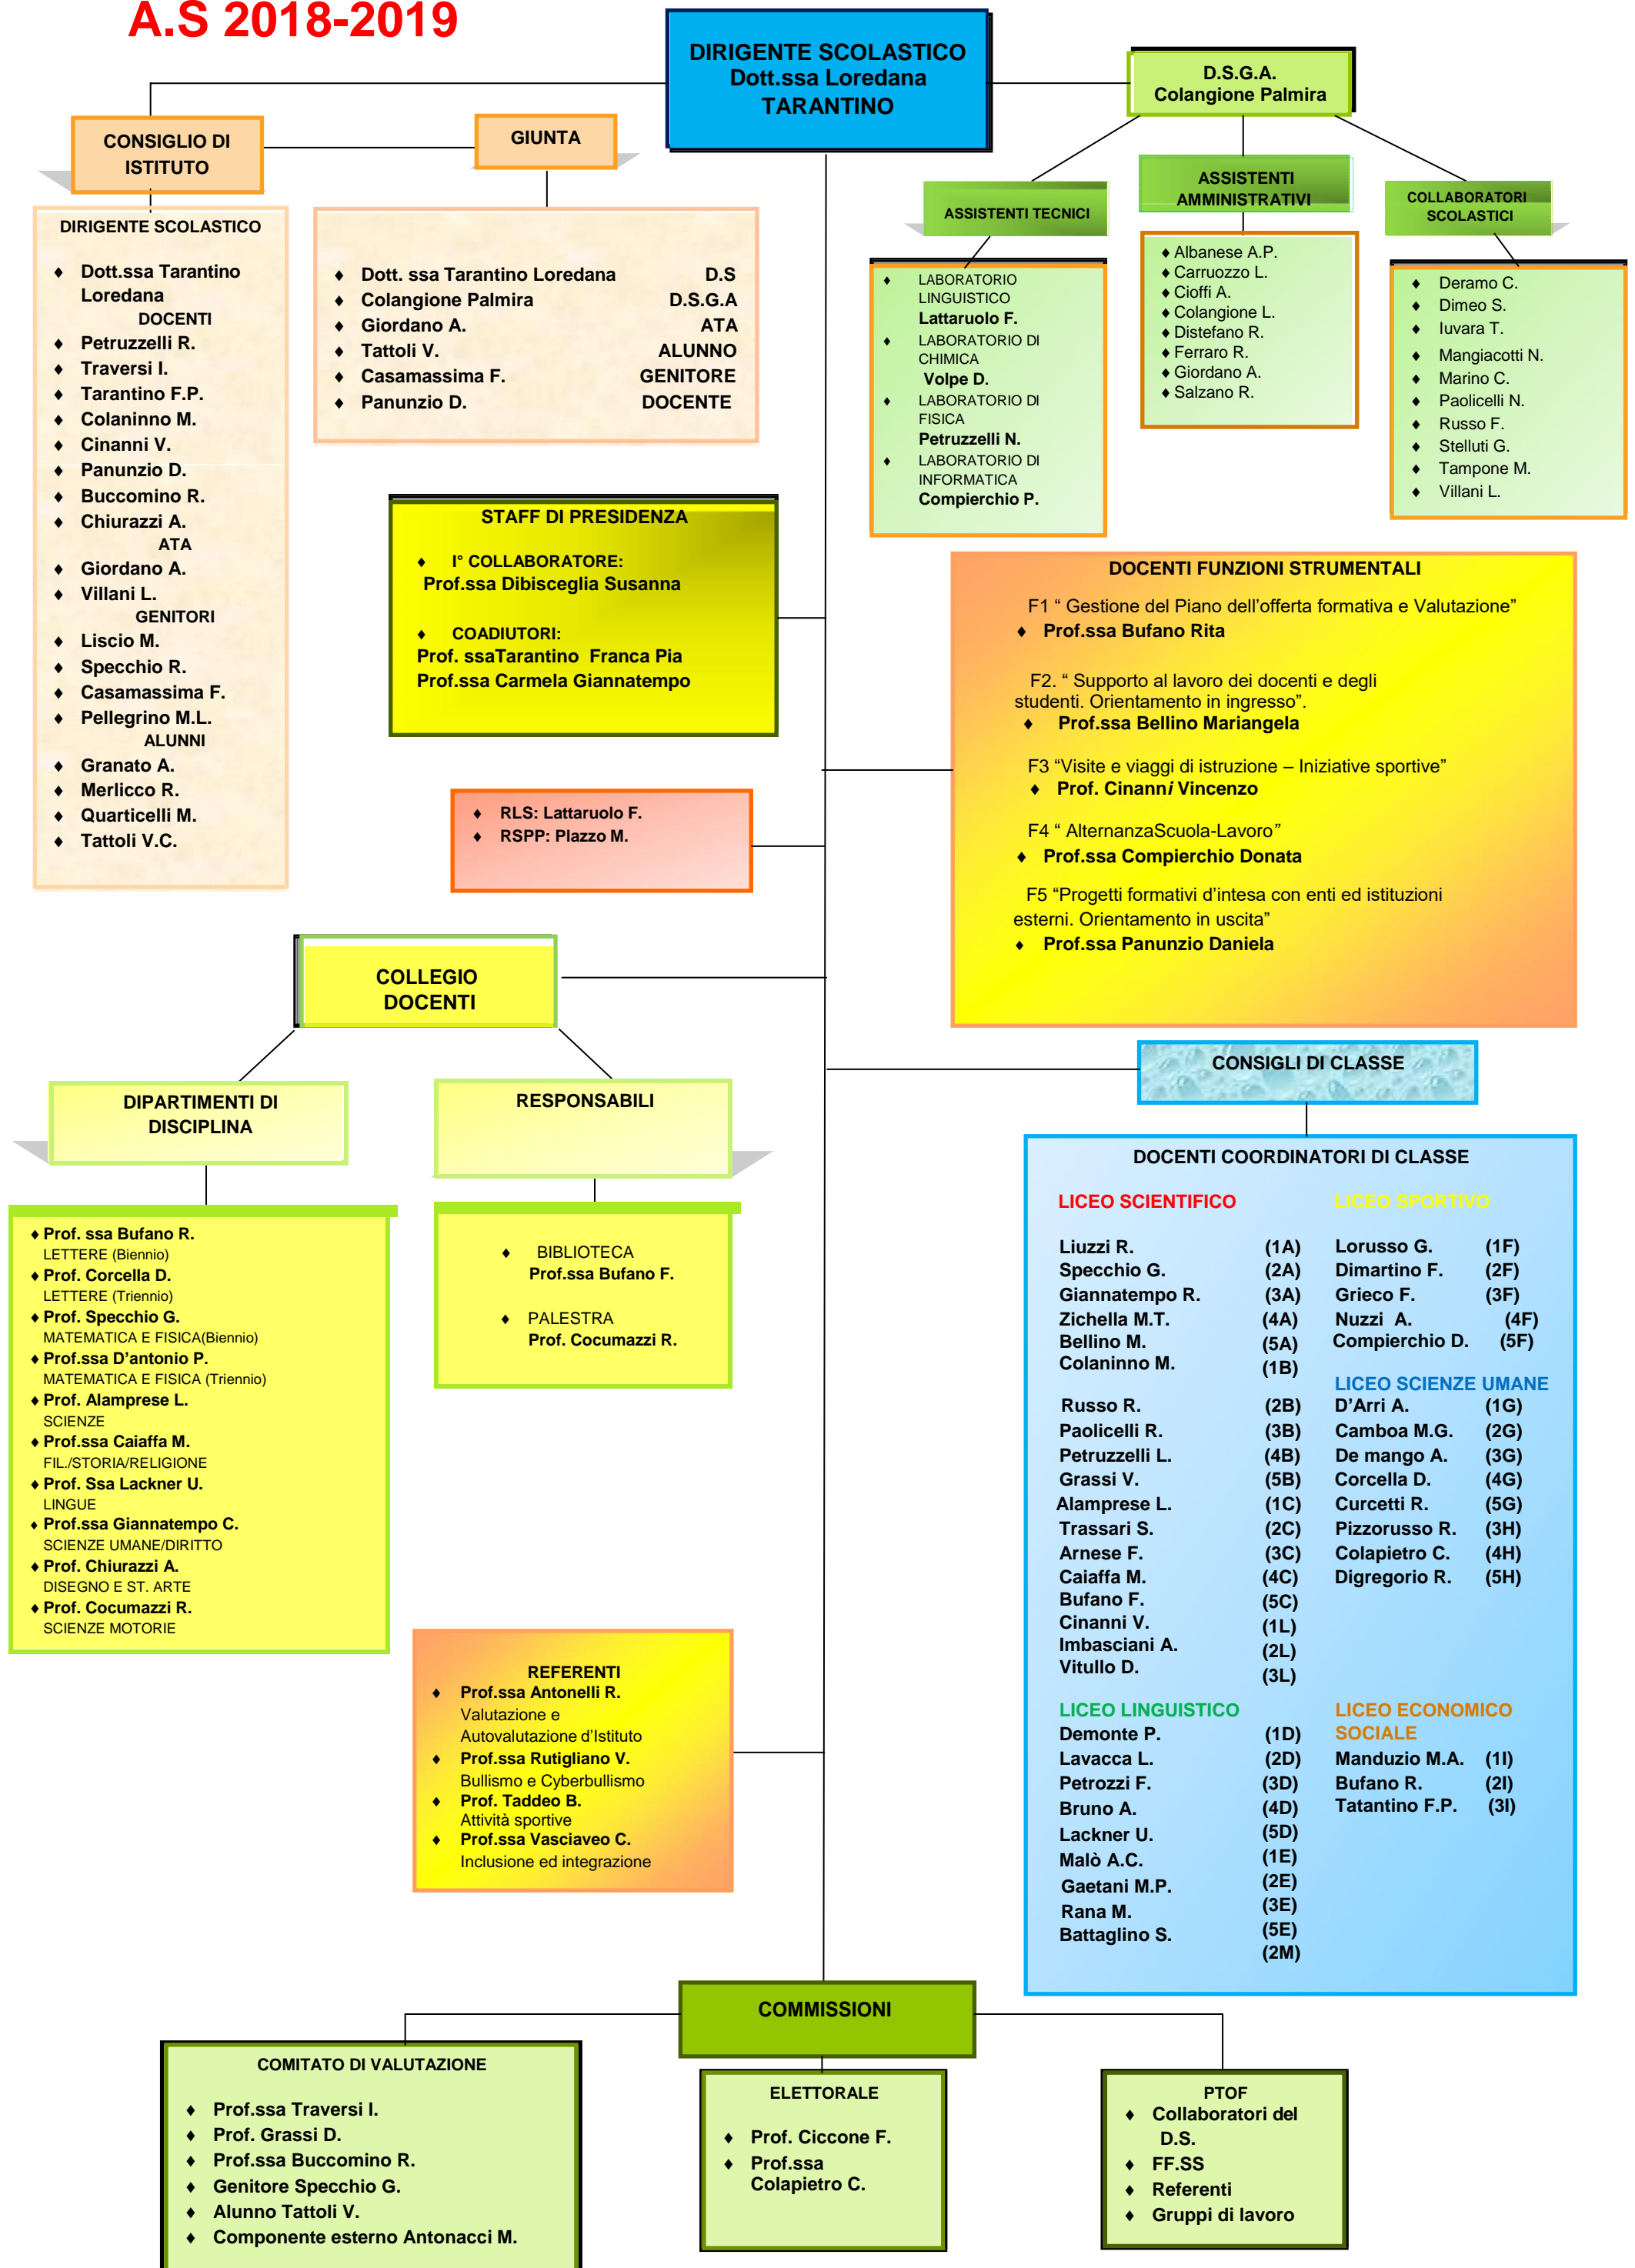 A.S 2018-2019
DIRIGENTE SCOLASTICO
Dott.ssa Loredana
TARANTINO
D.S.G.A.
Colangione Palmira
CONSIGLIO DI
ISTITUTO
GIUNTA
DIRIGENTE SCOLASTICO
♦ Dott.ssa Tarantino
Loredana
DOCENTI
♦ Petruzzelli R.
♦ Traversi I.
♦ Tarantino F.P.
♦ Colaninno M.
♦ Cinanni V.
♦ Panunzio D.
♦ Buccomino R.
♦ Chiurazzi A.
ATA
♦ Giordano A.
♦ Villani L.
GENITORI
♦ Liscio M.
♦ Specchio R.
♦ Casamassima F.
♦ Pellegrino M.L.
ALUNNI
♦ Granato A.
♦ Merlicco R.
♦ Quarticelli M.
♦ Tattoli V.C.
♦ Dott. ssa Tarantino Loredana D.S
♦ Colangione Palmira D.S.G.A
♦ Giordano A. ATA
♦ Tattoli V. ALUNNO
♦ Casamassima F. GENITORE
♦ Panunzio D. DOCENTE
ASSISTENTI TECNICI
♦ LABORATORIO
LINGUISTICO
Lattaruolo F.
♦ LABORATORIO DI
CHIMICA
Volpe D.
♦ LABORATORIO DI
FISICA
Petruzzelli N.
♦ LABORATORIO DI
INFORMATICA
Compierchio P.
ASSISTENTI
AMMINISTRATIVI
♦ Albanese A.P.
♦ Carruozzo L.
♦ Cioffi A.
♦ Colangione L.
♦ Distefano R.
♦ Ferraro R.
♦ Giordano A.
♦ Salzano R.
COLLABORATORI
SCOLASTICI
♦ Deramo C.
♦ Dimeo S.
♦ Iuvara T.
♦ Mangiacotti N.
♦ Marino C.
♦ Paolicelli N.
♦ Russo F.
♦ Stelluti G.
♦ Tampone M.
♦ Villani L.
STAFF DI PRESIDENZA
♦ I° COLLABORATORE:
Prof.ssa Dibisceglia Susanna
♦ COADIUTORI:
Prof. ssaTarantino Franca Pia
Prof.ssa Carmela Giannatempo
♦ RLS: Lattaruolo F.
♦ RSPP: Plazzo M.
DOCENTI FUNZIONI STRUMENTALI
F1 “ Gestione del Piano dell’offerta formativa e Valutazione”
♦ Prof.ssa Bufano Rita
F2. “ Supporto al lavoro dei docenti e degli
studenti. Orientamento in ingresso”.
♦ Prof.ssa Bellino Mariangela
F3 “Visite e viaggi di istruzione – Iniziative sportive”
♦ Prof. Cinanni Vincenzo
F4 “ AlternanzaScuola-Lavoro”
♦ Prof.ssa Compierchio Donata
F5 “Progetti formativi d’intesa con enti ed istituzioni
esterni. Orientamento in uscita”
♦ Prof.ssa Panunzio Daniela
COLLEGIO
DOCENTI
DIPARTIMENTI DI
DISCIPLINA
♦ Prof. ssa Bufano R.
LETTERE (Biennio)
♦ Prof. Corcella D.
LETTERE (Triennio)
♦ Prof. Specchio G.
MATEMATICA E FISICA(Biennio)
♦ Prof.ssa D’antonio P.
MATEMATICA E FISICA (Triennio)
♦ Prof. Alamprese L.
SCIENZE
♦ Prof.ssa Caiaffa M.
FIL./STORIA/RELIGIONE
♦ Prof. Ssa Lackner U.
LINGUE
♦ Prof.ssa Giannatempo C.
SCIENZE UMANE/DIRITTO
♦ Prof. Chiurazzi A.
DISEGNO E ST. ARTE
♦ Prof. Cocumazzi R.
SCIENZE MOTORIE
RESPONSABILI
♦ BIBLIOTECA
Prof.ssa Bufano F.
♦ PALESTRA
Prof. Cocumazzi R.
CONSIGLI DI CLASSE
DOCENTI COORDINATORI DI CLASSE
LICEO SCIENTIFICO
Liuzzi R. (1A)
Specchio G. (2A)
Giannatempo R. (3A)
Zichella M.T. (4A)
Bellino M. (5A)
Colaninno M. (1B)
Russo R. (2B)
Paolicelli R. (3B)
Petruzzelli L. (4B)
Grassi V. (5B)
Alamprese L. (1C)
Trassari S. (2C)
Arnese F. (3C)
Caiaffa M. (4C)
Bufano F. (5C)
Cinanni V. (1L)
Imbasciani A. (2L)
Vitullo D. (3L)
LICEO LINGUISTICO
Demonte P. (1D)
Lavacca L. (2D)
Petrozzi F. (3D)
Bruno A. (4D)
Lackner U. (5D)
Malò A.C. (1E)
Gaetani M.P. (2E)
Rana M. (3E)
Battaglino S. (5E)
(2M)
LICEO SPORTIVO
Lorusso G. (1F)
Dimartino F. (2F)
Grieco F. (3F)
Nuzzi A. (4F)
Compierchio D. (5F)
LICEO SCIENZE UMANE
D’Arri A. (1G)
Camboa M.G. (2G)
De mango A. (3G)
Corcella D. (4G)
Curcetti R. (5G)
Pizzorusso R. (3H)
Colapietro C. (4H)
Digregorio R. (5H)
LICEO ECONOMICO
SOCIALE
Manduzio M.A. (1I)
Bufano R. (2I)
Tatantino F.P. (3I)
REFERENTI
♦ Prof.ssa Antonelli R.
Valutazione e
Autovalutazione d’Istituto
♦ Prof.ssa Rutigliano V.
Bullismo e Cyberbullismo
♦ Prof. Taddeo B.
Attività sportive
♦ Prof.ssa Vasciaveo C.
Inclusione ed integrazione
COMMISSIONI
COMITATO DI VALUTAZIONE
♦ Prof.ssa Traversi I.
♦ Prof. Grassi D.
♦ Prof.ssa Buccomino R.
♦ Genitore Specchio G.
♦ Alunno Tattoli V.
♦ Componente esterno Antonacci M.
ELETTORALE
♦ Prof. Ciccone F.
♦ Prof.ssa
Colapietro C.
PTOF
♦ Collaboratori del
D.S.
♦ FF.SS
♦ Referenti
♦ Gruppi di lavoro